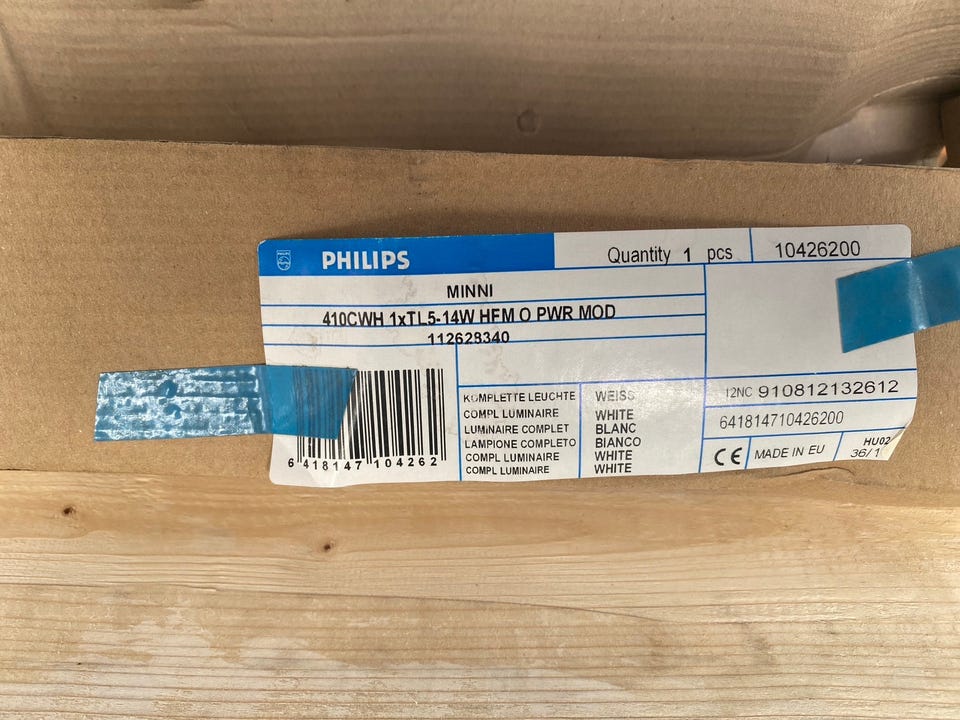 PHILIPS
Quantity 1 pcs
10426200
MINNI
410CWH 1xTL5-14W HFM O PWR MOD
112628340
KOMPLETTE LEUCHTE WEISS
COMPL LUMINAIRE WHITE
LUMINAIRE COMPLET BLANC
LAMPIONE COMPLETO BIANCO
COMPL LUMINAIRE WHITE
COMPL LUMINAIRE WHITE
6 418147 104262
12NC 910812132612
641814710426200
CE MADE IN EU
HU02
36/1